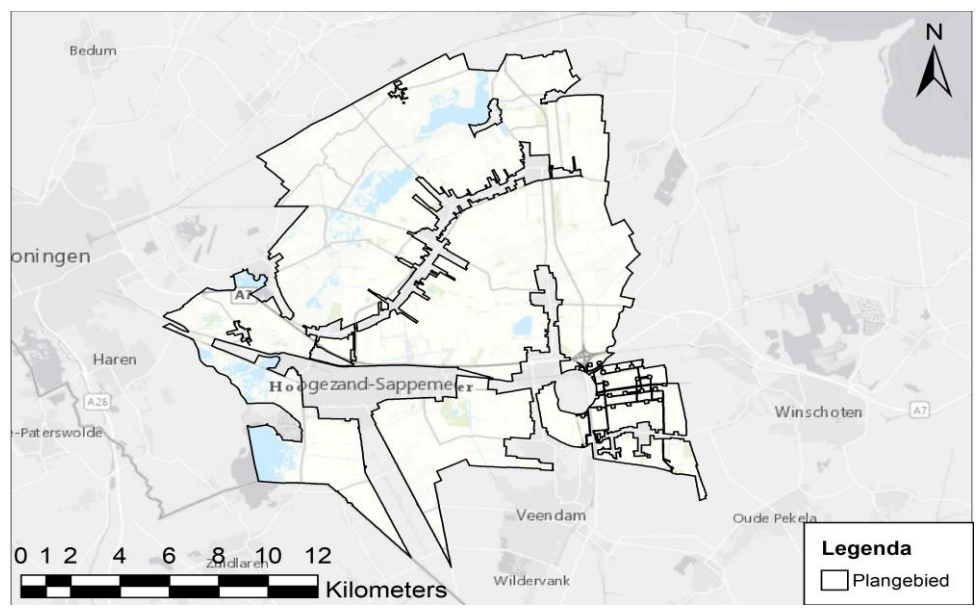 Bedum
N
oningen
A7
Haren
Hoogezand-Sappemeer
A28
Winschoten
A7
e-Paterswolde
Veendam
Oude Pekela
Zuidlaren
Wildervank
0 1 2 4 6 8 10 12
Kilometers
Legenda
Plangebied